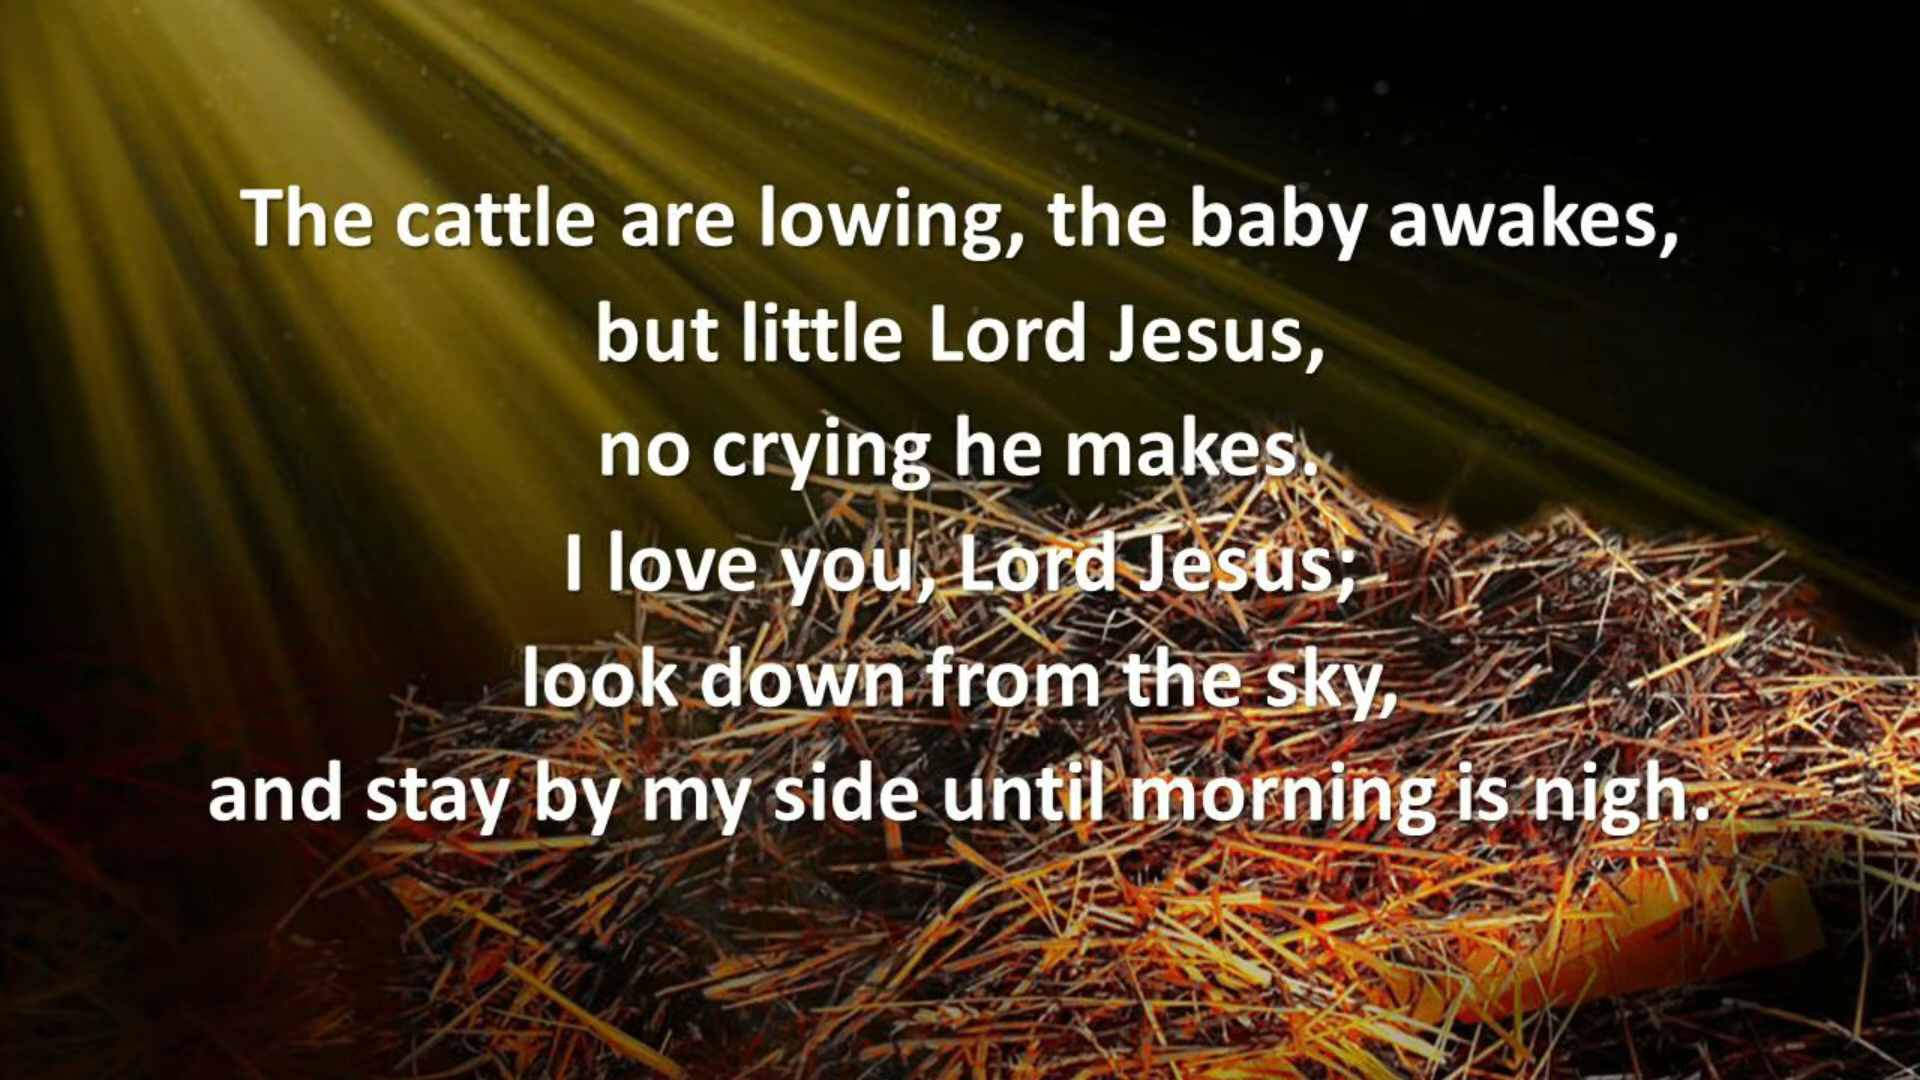 The cattle are lowing, the baby awakes,
but little Lord Jesus,
no crying he makes.
I love you, Lord Jesus;
look down from the sky,
and stay by my side until morning is nigh.